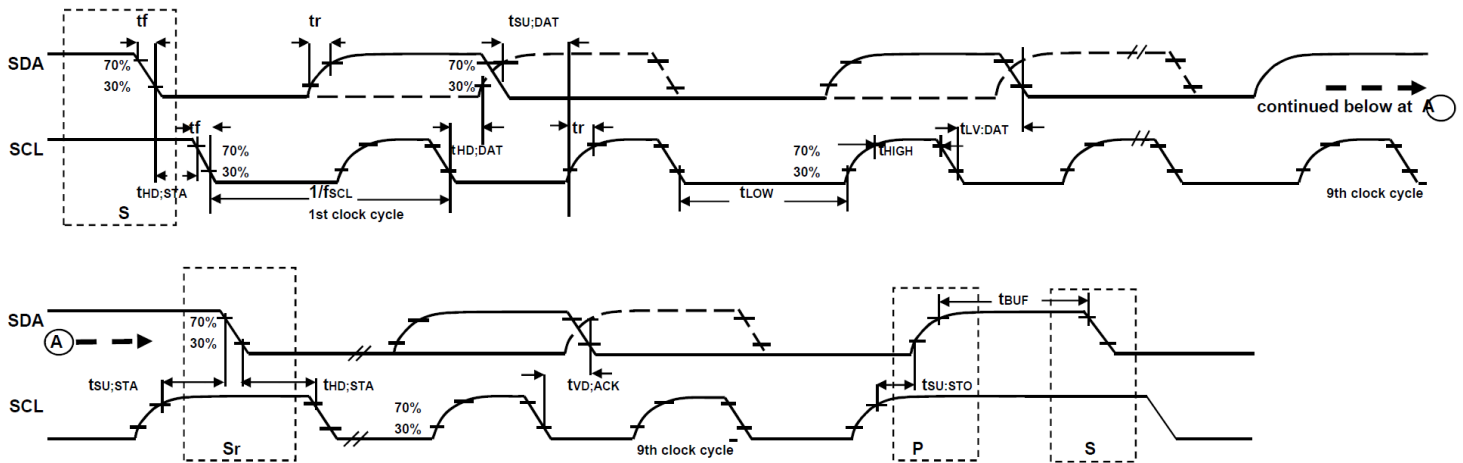 tf tr tSU;DAT
SDA 70% 70%
30% 30%
continued below at A
tf tHD;DAT tr tHIGH tLV:DAT
SCL 70% 70%
30% 30%
tHD;STA 1/fSCL tLOW
S 1st clock cycle 9th clock cycle
tBUF
SDA 70%
A 30%
tSU;STA tHD;STA tVD;ACK tSU:STO
SCL 70%
30%
Sr 9th clock cycle P S